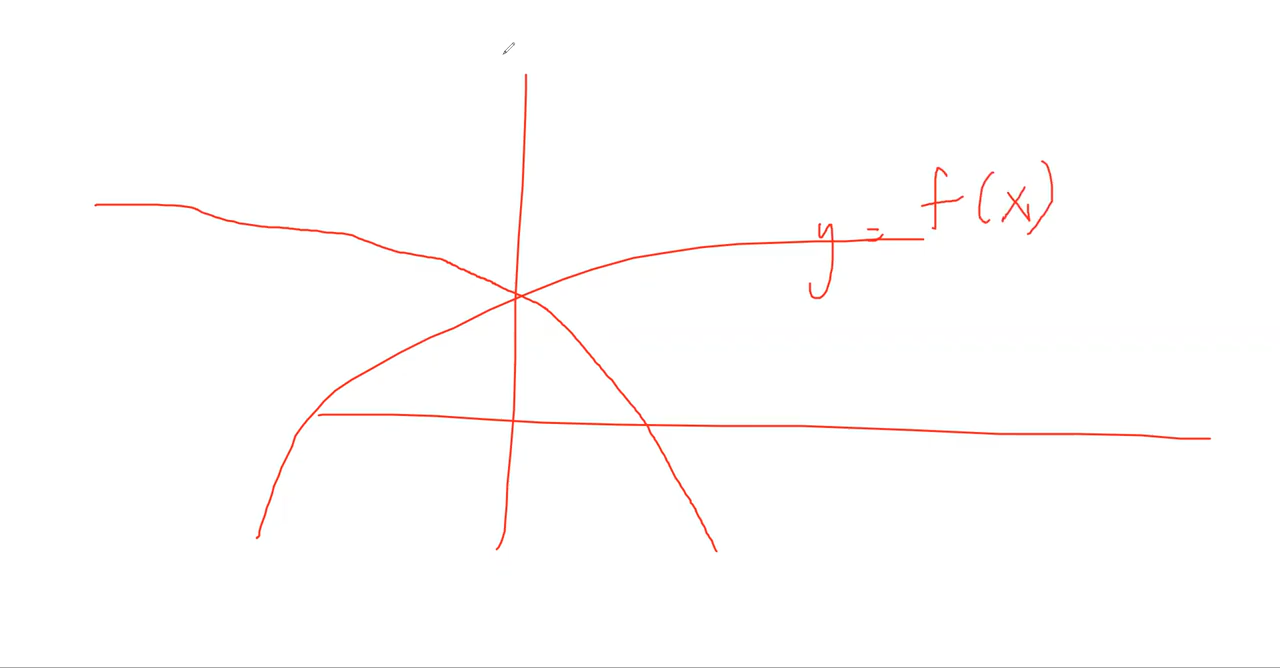 y = f(x)